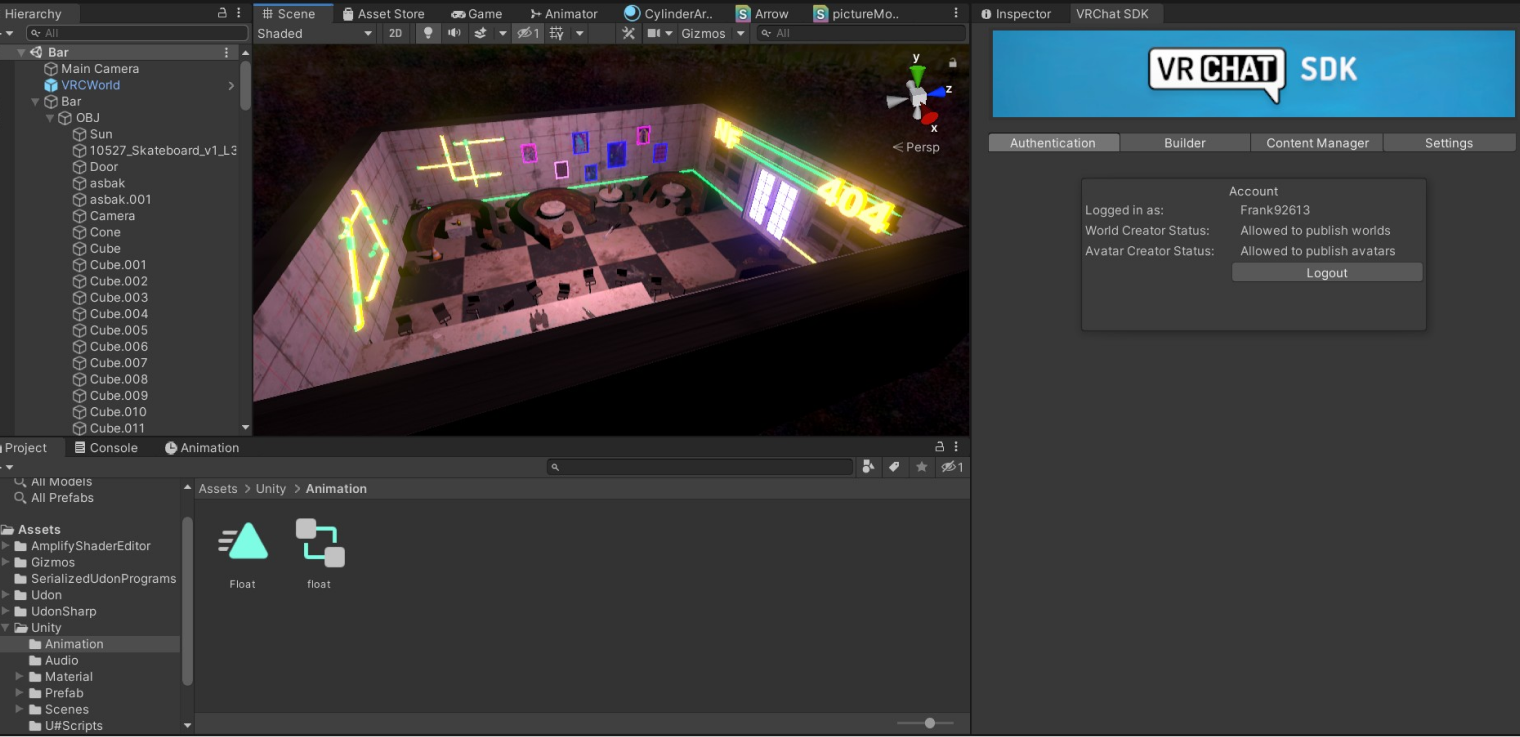 Hierarchy
All
Bar
Main Camera
VRCWorld
Bar
OBJ
Sun
10527_Skateboard_v1_L3
Door
asbak
asbak.001
Camera
Cone
Cube
Cube.001
Cube.002
Cube.003
Cube.004
Cube.005
Cube.006
Cube.007
Cube.008
Cube.009
Cube.010
Cube.011
Scene Asset Store Game Animator CylinderAr.. Arrow pictureMo..
Shaded 2D 1 Gizmos All
y
z
x
Persp
404
Inspector VRChat SDK
VRCHAT SDK
Authentication Builder Content Manager Settings
Account
Logged in as: Frank92613
World Creator Status: Allowed to publish worlds
Avatar Creator Status: Allowed to publish avatars
Logout
Project Console Animation
1
All Models
All Prefabs
Assets
AmplifyShaderEditor
Gizmos
SerializedUdonPrograms
Udon
UdonSharp
Unity
Animation
Audio
Material
Prefab
Scenes
U#Scripts
Assets > Unity > Animation
Float
float